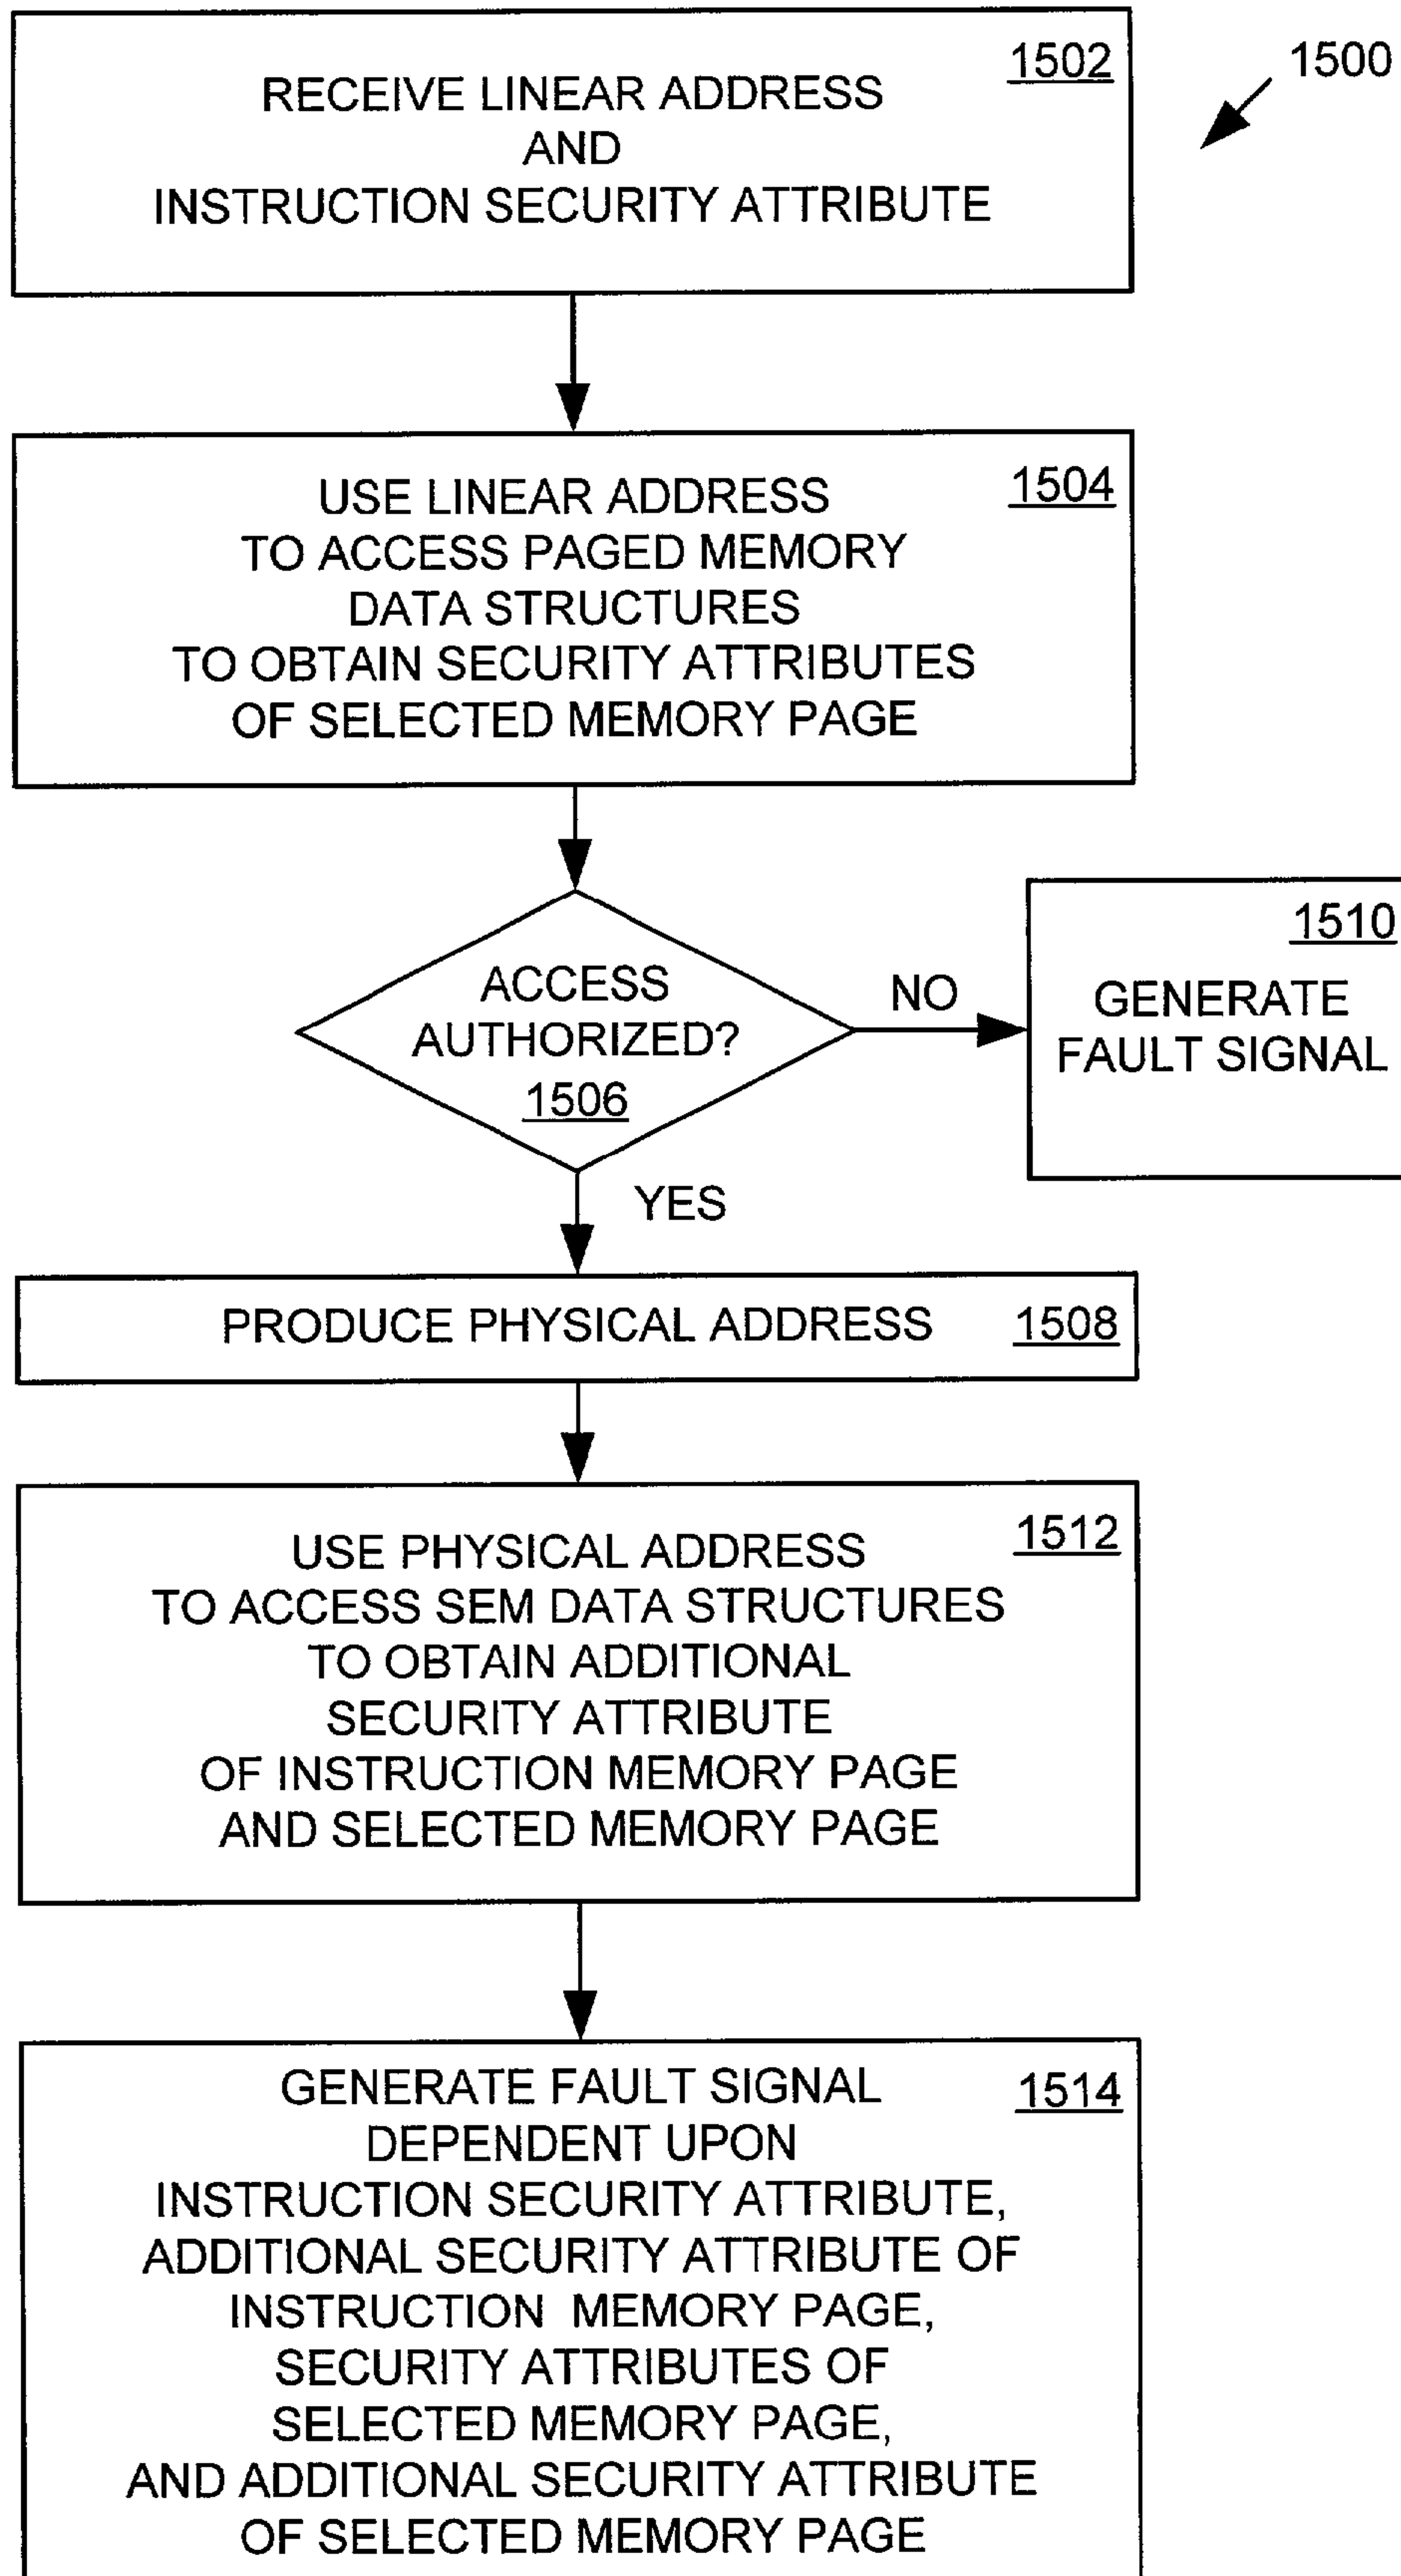 1500
1502
RECEIVE LINEAR ADDRESS
AND
INSTRUCTION SECURITY ATTRIBUTE
1504
USE LINEAR ADDRESS
TO ACCESS PAGED MEMORY
DATA STRUCTURES
TO OBTAIN SECURITY ATTRIBUTES
OF SELECTED MEMORY PAGE
ACCESS
AUTHORIZED?
1506
NO
1510
GENERATE
FAULT SIGNAL
YES
PRODUCE PHYSICAL ADDRESS 1508
1512
USE PHYSICAL ADDRESS
TO ACCESS SEM DATA STRUCTURES
TO OBTAIN ADDITIONAL
SECURITY ATTRIBUTE
OF INSTRUCTION MEMORY PAGE
AND SELECTED MEMORY PAGE
1514
GENERATE FAULT SIGNAL
DEPENDENT UPON
INSTRUCTION SECURITY ATTRIBUTE,
ADDITIONAL SECURITY ATTRIBUTE OF
INSTRUCTION MEMORY PAGE,
SECURITY ATTRIBUTES OF
SELECTED MEMORY PAGE,
AND ADDITIONAL SECURITY ATTRIBUTE
OF SELECTED MEMORY PAGE